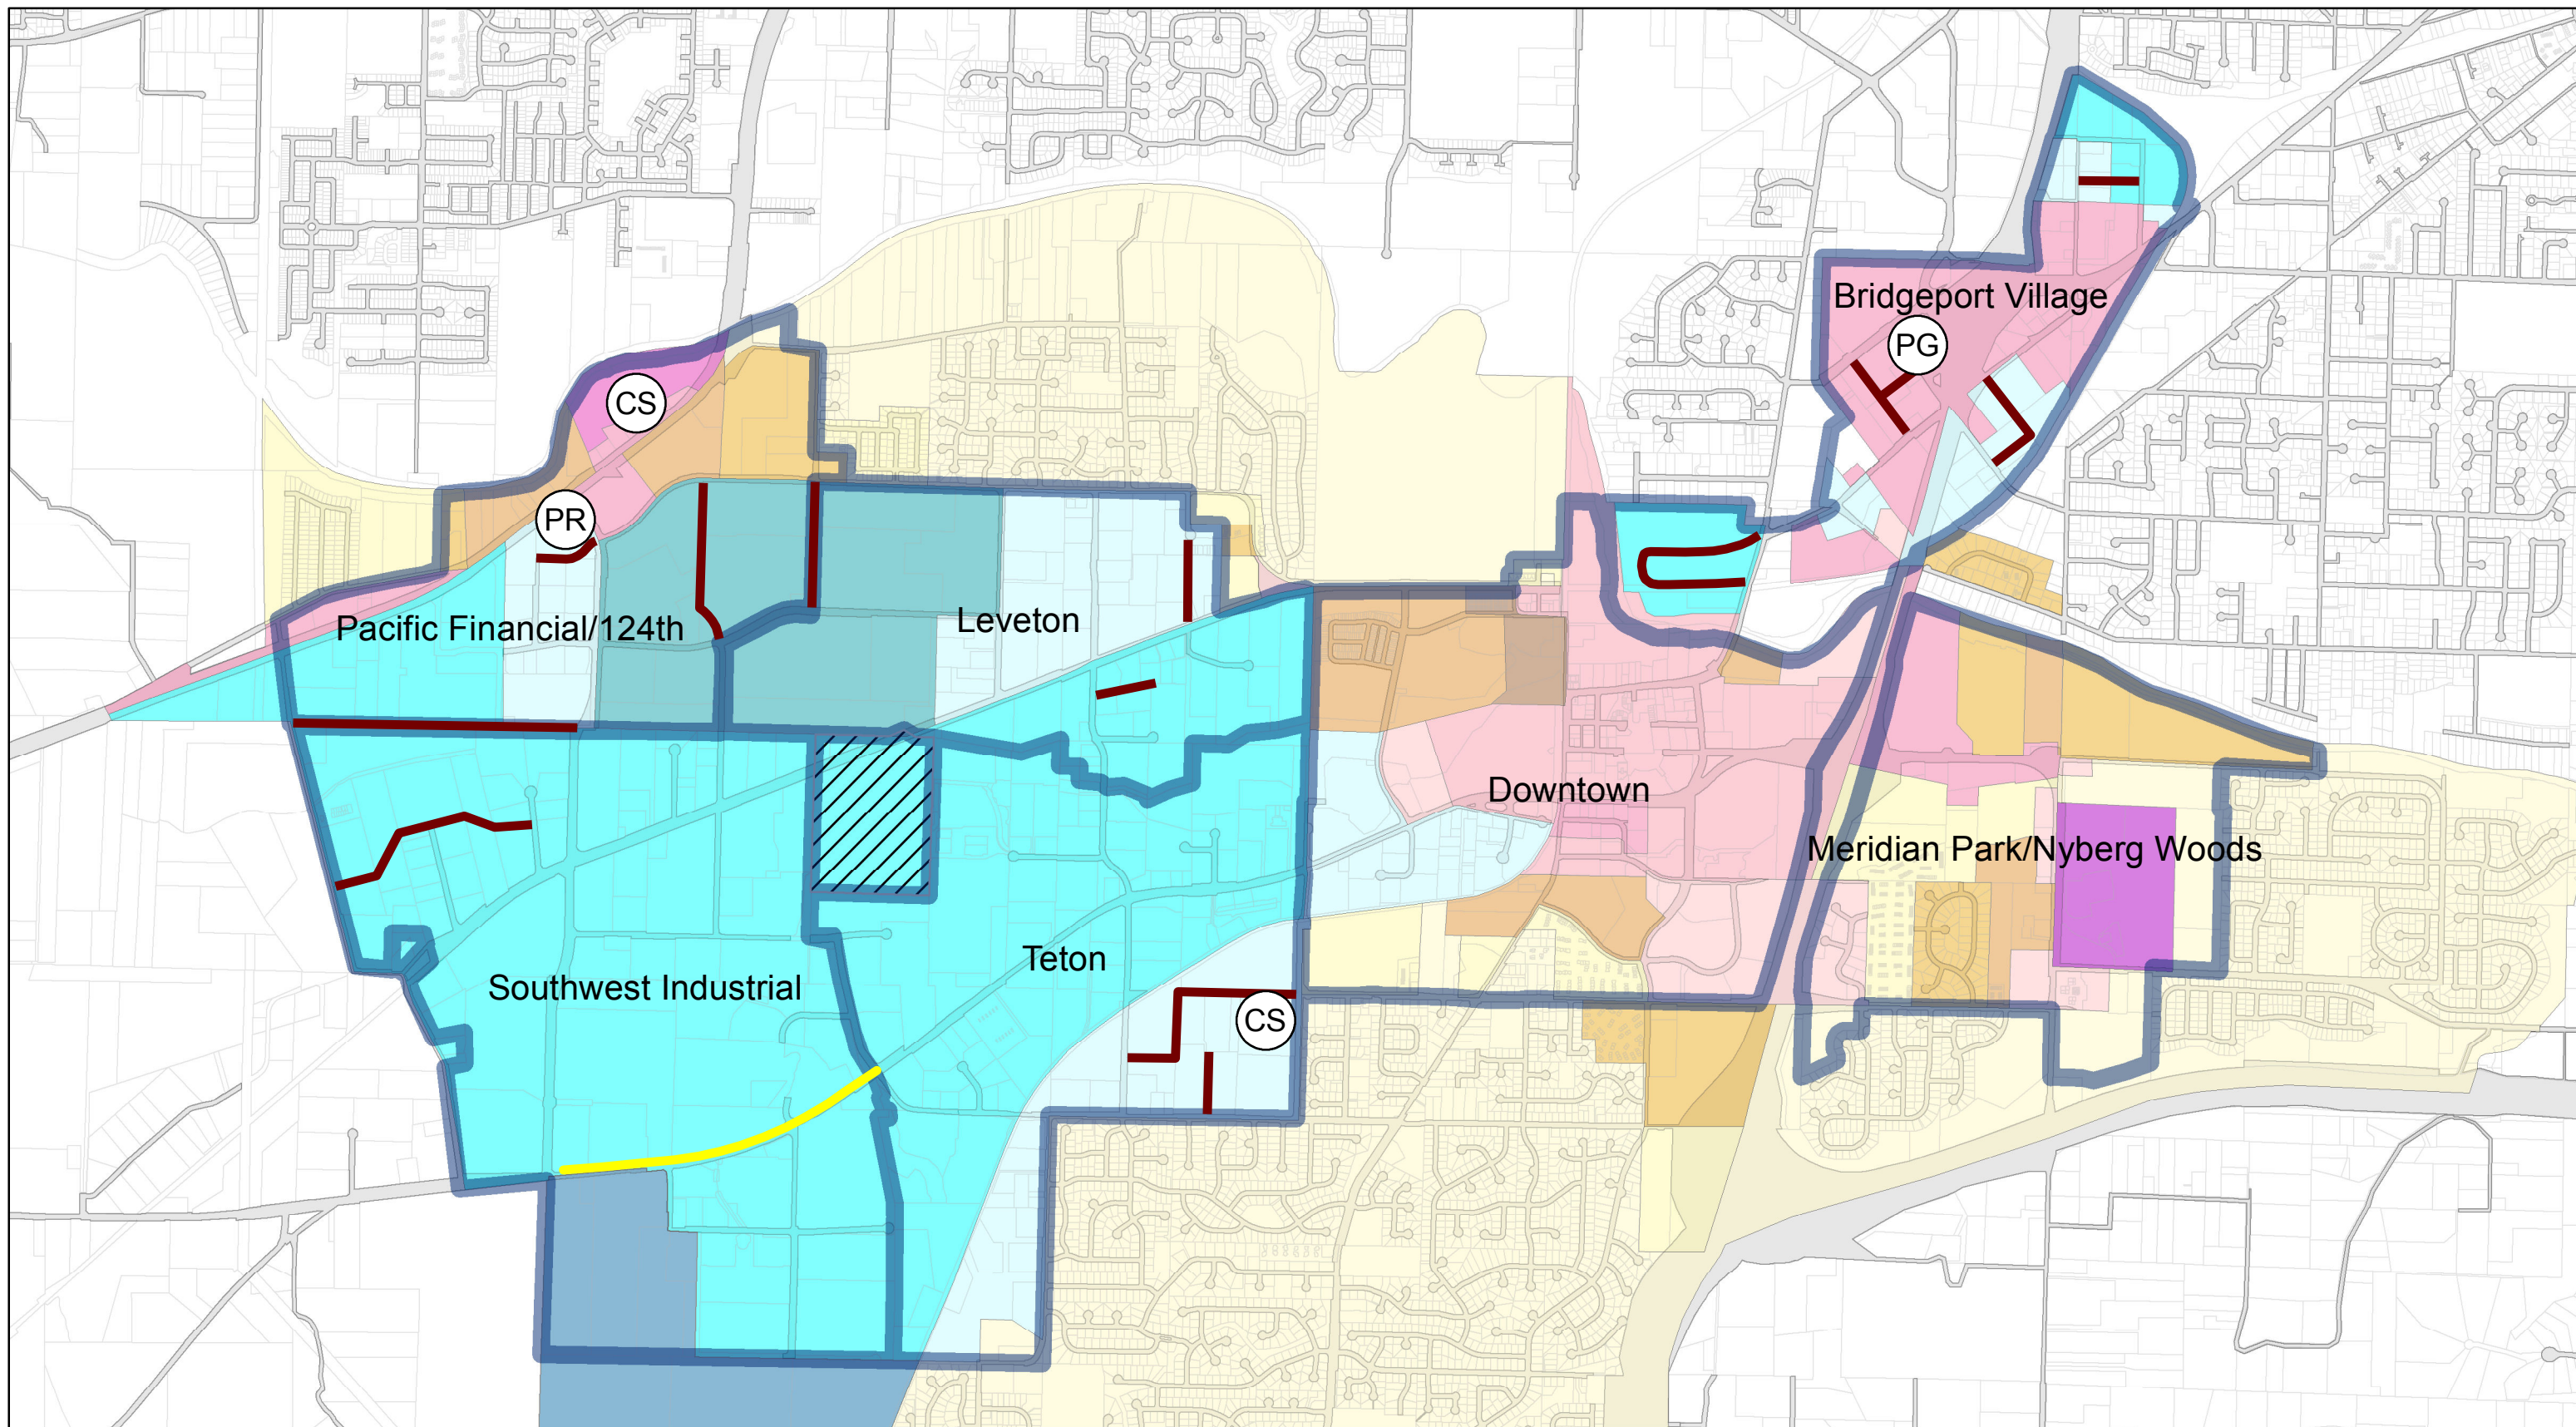 Bridgeport Village
PG
CS
PR
Leveton
Pacific Financial/124th
Downtown
Meridian Park/Nyberg Woods
Teton
Southwest Industrial
CS